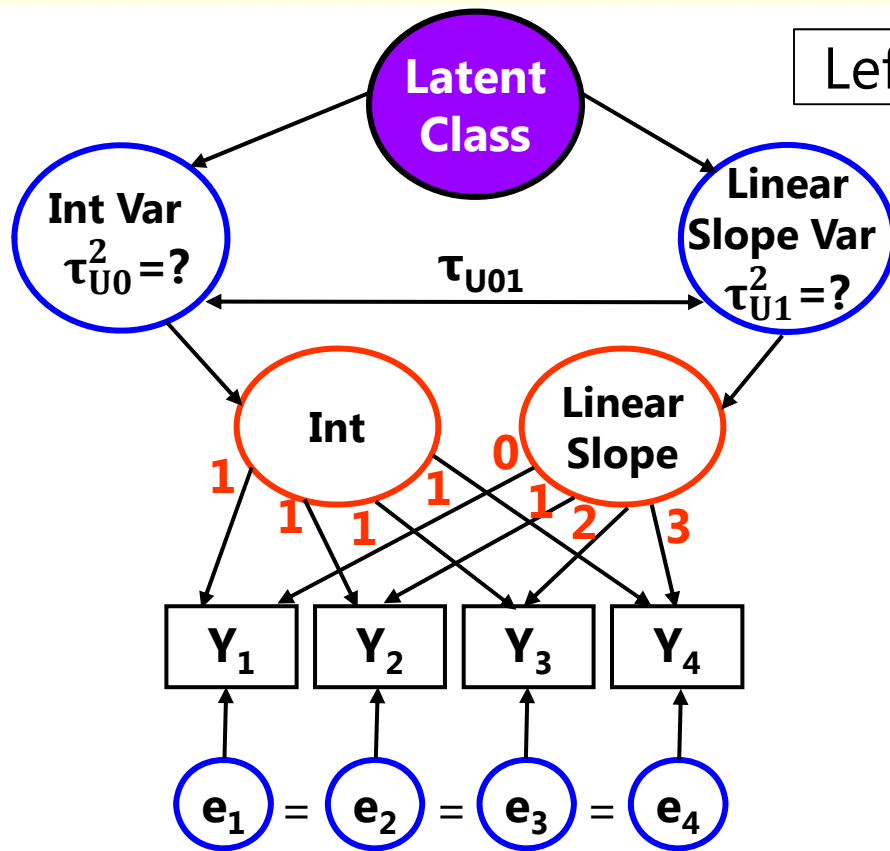 Latent
Class
Int Var
τ²U0 =?
Linear
Slope Var
τ²U1 =?
τU01
Int
Linear
Slope
1
1
1
1
0
1
2
3
Y1
Y2
Y3
Y4
e1 = e2 = e3 = e4